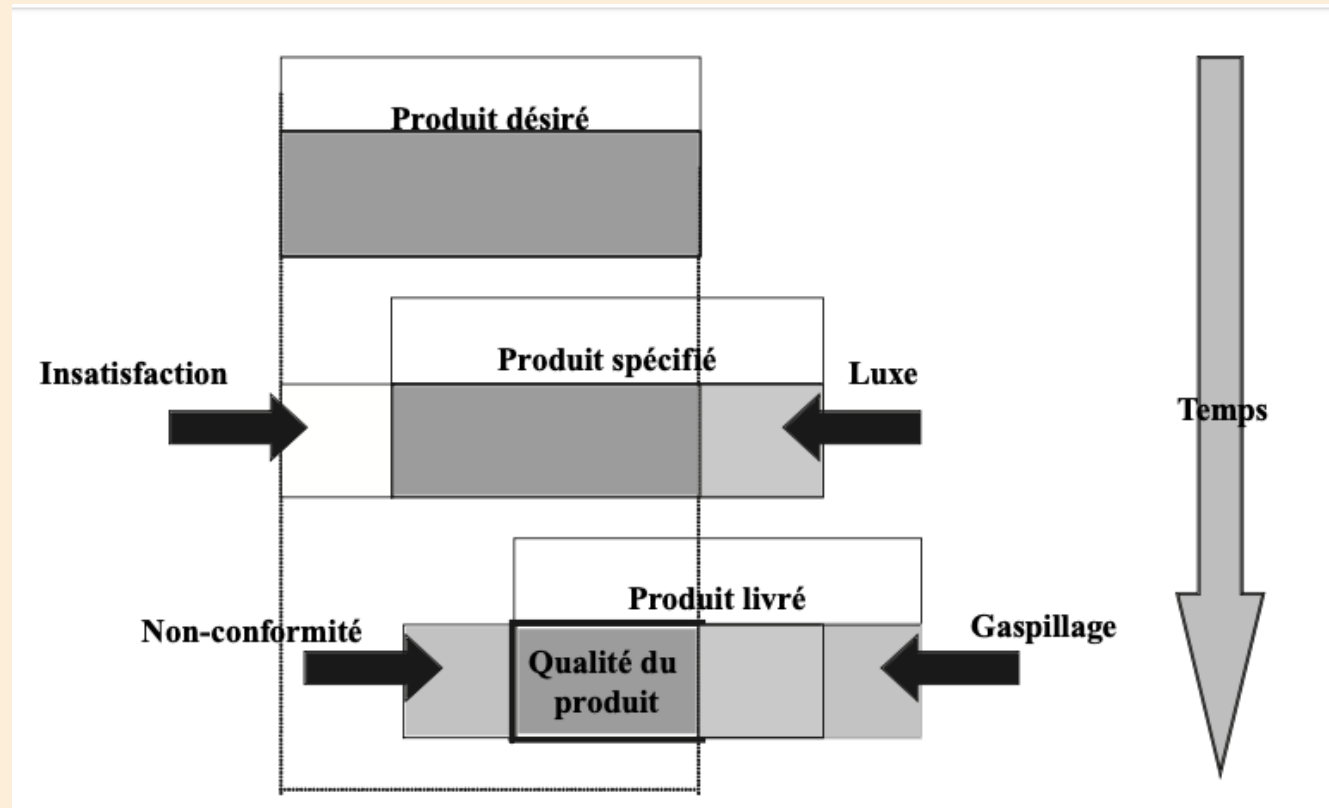 Produit désiré
Produit spécifié
Insatisfaction
Luxe
Temps
Produit livré
Non-conformité
Gaspillage
Qualité du
produit